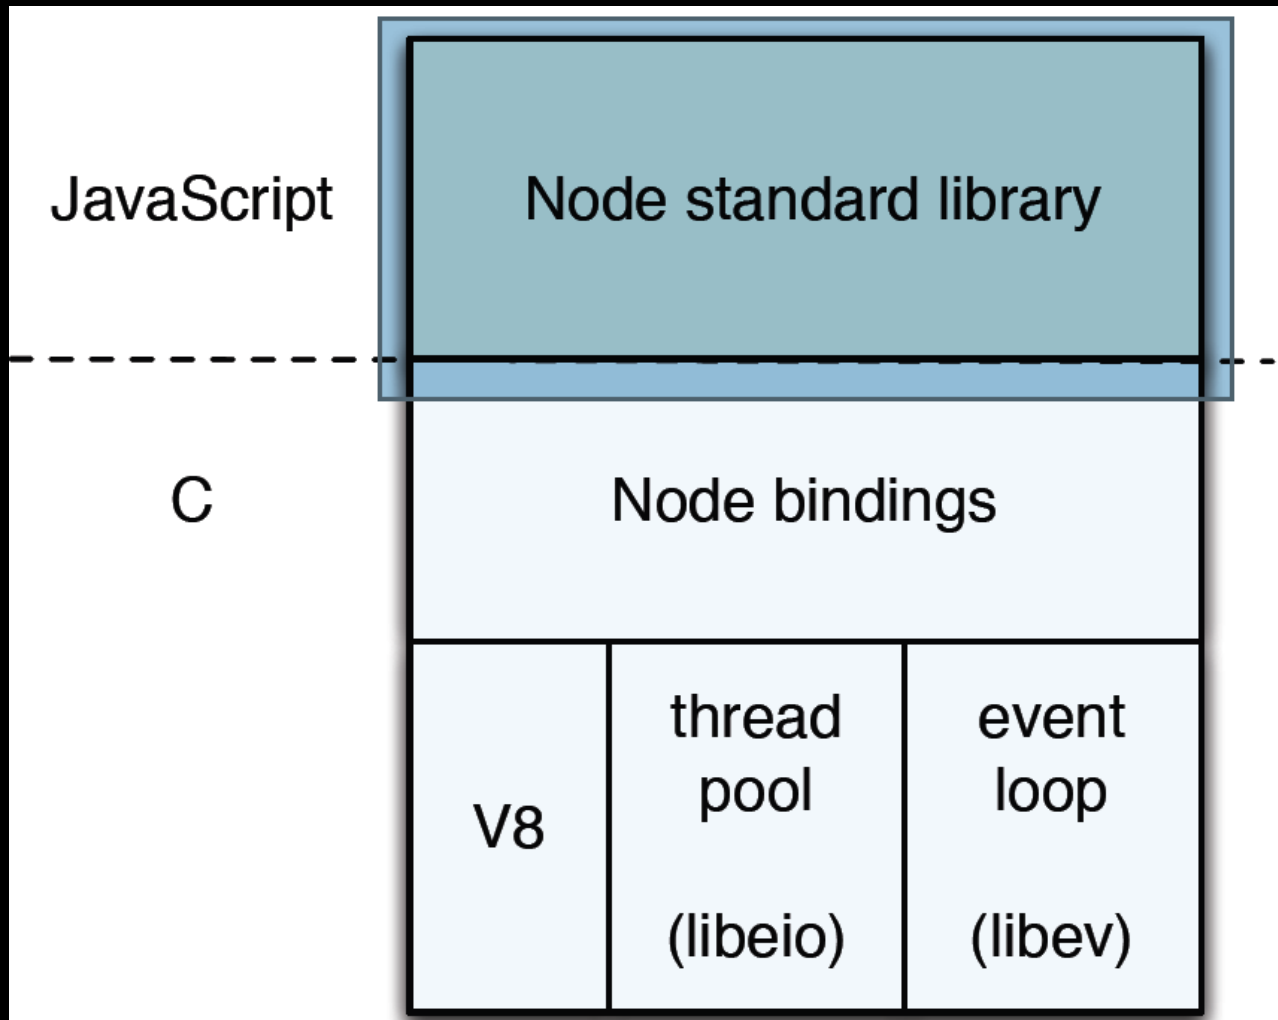 JavaScript
Node standard library
C
Node bindings
V8
thread
pool
(libeio)
event
loop
(libev)